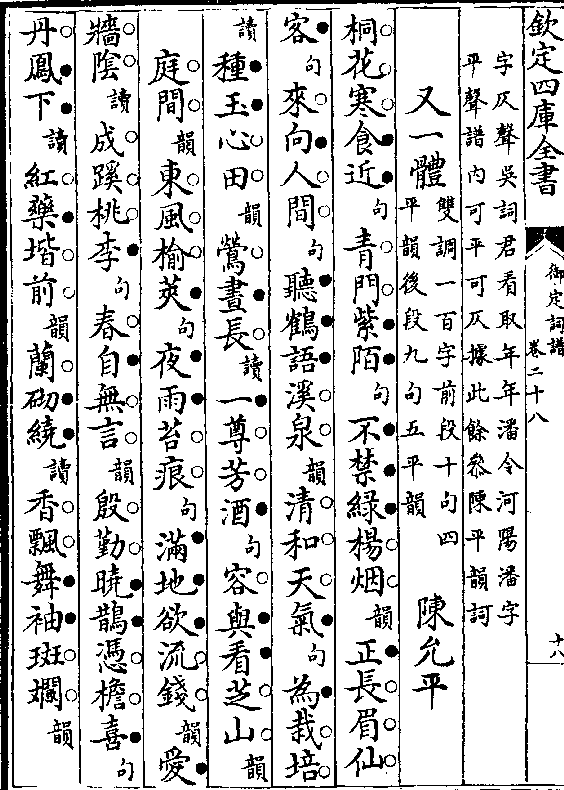 欽定四庫全書
御定詞譜
卷二十八
十八
字仄聲吳詞君看取年年潘令河陽潘字
平聲譜内可平可仄據此餘叅陳平韻詞
又一體
雙調一百字前段十句四
平韻後段九句五平韻
陳允平
桐花寒食近句青門紫陌句不禁綠楊烟韻正長眉仙
客句來向人間句聽鶴語溪泉韻清和天氣句為栽培
讀種玉心田韻鶯晝長讀一尊芳酒句容與看芝山韻
庭間韻東風榆莢句夜雨苔痕句滿地欲流錢韻愛
牆陰讀成蹊桃李句春自無言韻殷勤曉鵲憑檐喜句
丹鳳下讀紅藥堦前韻蘭砌繞讀香飄舞袖斑斕韻